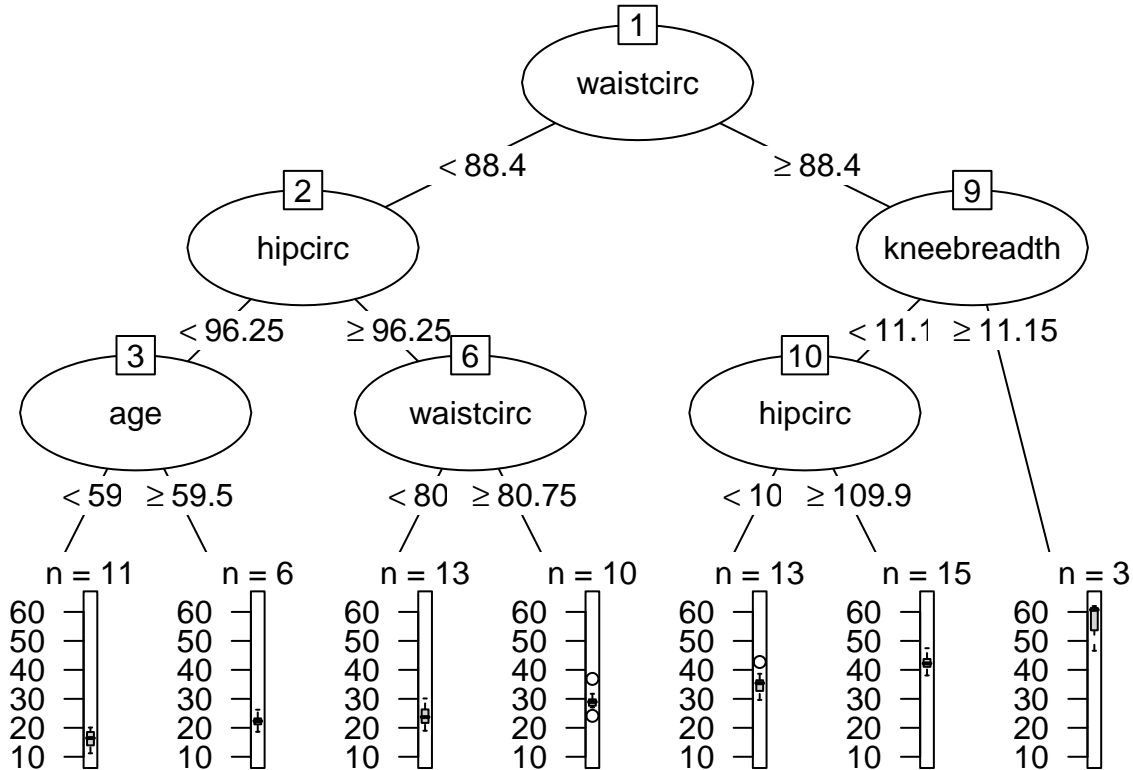 1
waistcirc
< 88.4 ≥ 88.4
2 9
hipcirc kneebreadth
< 96.25 ≥ 96.25 < 11.1 ≥ 11.15
3 6 10
age waistcirc hipcirc
< 59 ≥ 59.5 < 80 ≥ 80.75 < 10 ≥ 109.9
n = 11 n = 6 n = 13 n = 10 n = 13 n = 15 n = 3
60 60 60 60 60 60 60
50 50 50 50 50 50 50
40 40 40 40 40 40 40
30 30 30 30 30 30 30
20 20 20 20 20 20 20
10 10 10 10 10 10 10